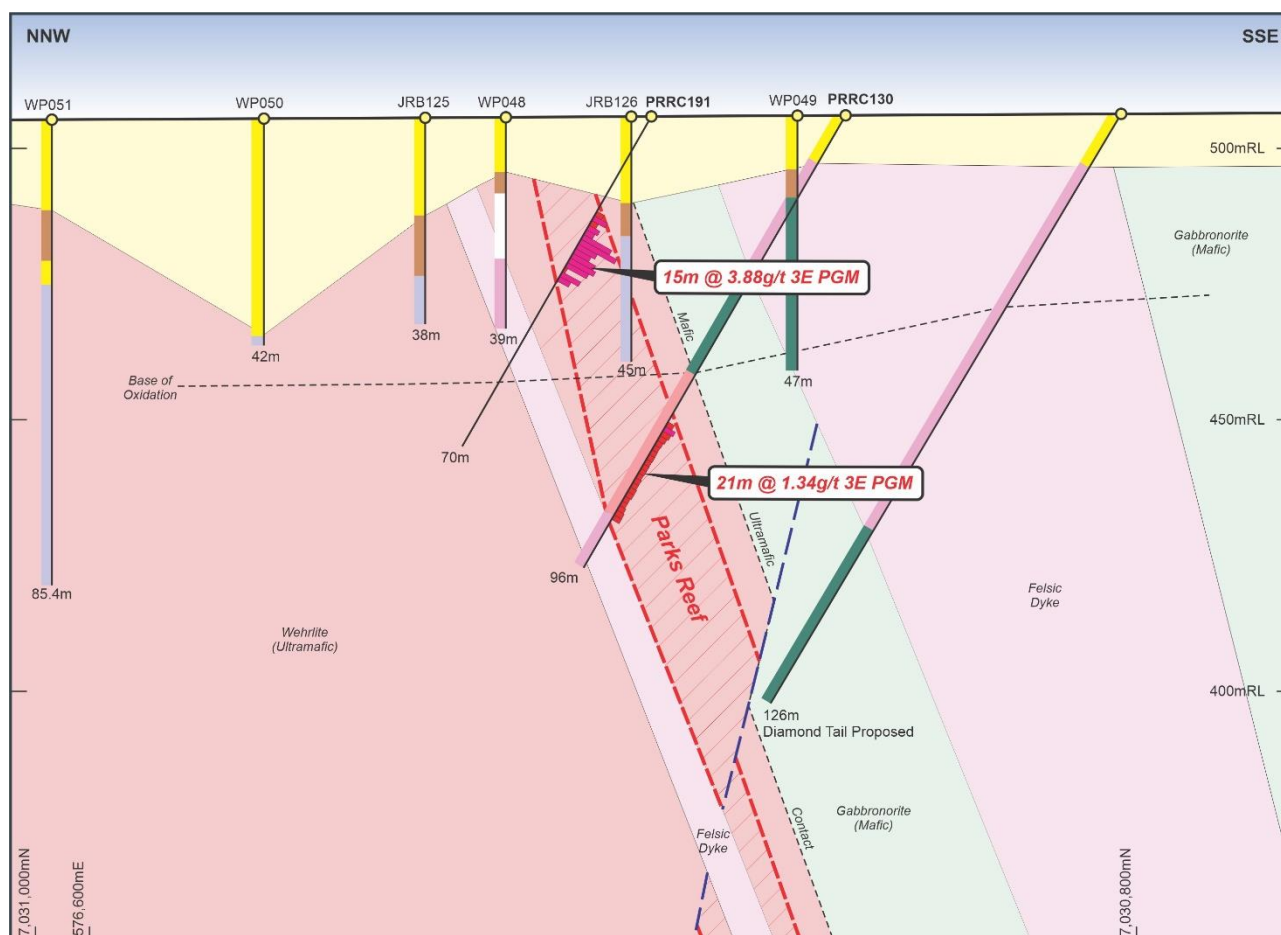 NNW
SSE
WP051
WP050
JRB125
WP048
JRB126
PRRC191
WP049
PRRC130
500mRL
Gabbronorite
(Mafic)
15m @ 3.88g/t 3E PGM
Mafic
38m
39m
42m
45m
47m
Base of
Oxidation
450mRL
70m
21m @ 1.34g/t 3E PGM
Parks Reef
Ultramafic
96m
85.4m
Felsic
Dyke
Wehrlite
(Ultramafic)
400mRL
126m
Diamond Tail Proposed
Gabbronorite
(Mafic)
Contact
Felsic
Dyke
7,031,000mN
576,600mE
7,030,800mN